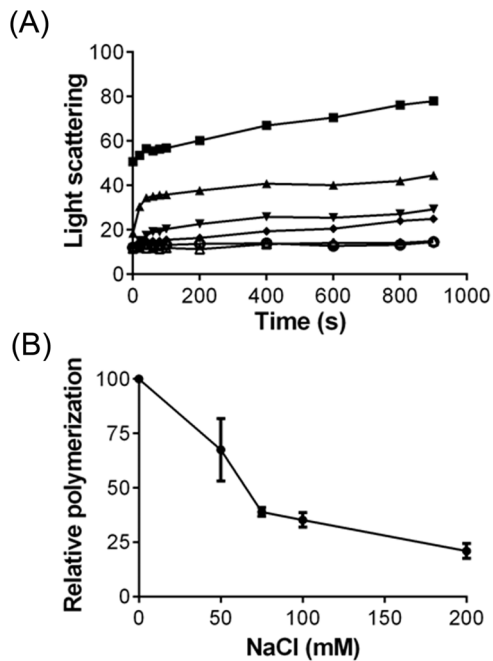 (A)
Light scattering
100
80
60
40
20
0
0 200 400 600 800 1000
Time (s)
(B)
Relative polymerization
100
75
50
25
0
0 50 100 150 200
NaCl (mM)